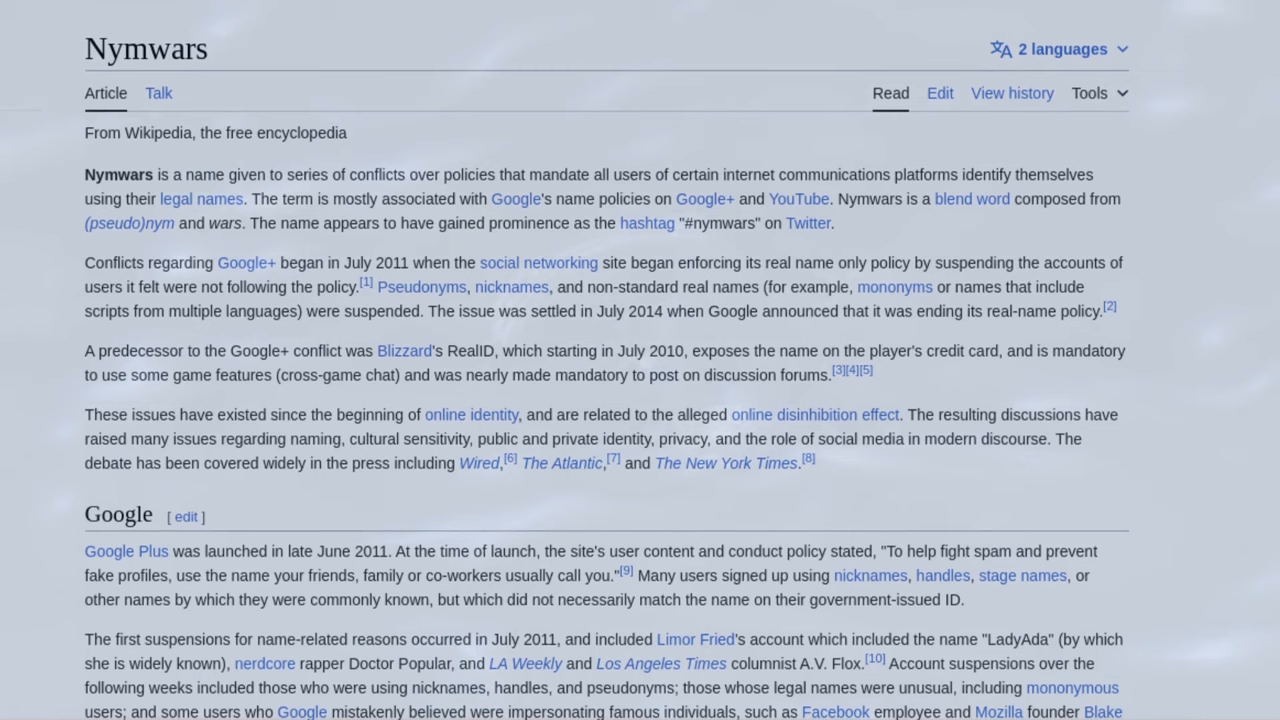 Nymwars
2 languages
Article Talk Read Edit View history Tools
From Wikipedia, the free encyclopedia
Nymwars is a name given to series of conflicts over policies that mandate all users of certain internet communications platforms identify themselves
using their legal names. The term is mostly associated with Google's name policies on Google+ and YouTube. Nymwars is a blend word composed from
(pseudo)nym and wars. The name appears to have gained prominence as the hashtag "#nymwars" on Twitter.
Conflicts regarding Google+ began in July 2011 when the social networking site began enforcing its real name only policy by suspending the accounts of
users it felt were not following the policy.[1] Pseudonyms, nicknames, and non-standard real names (for example, mononyms or names that include
scripts from multiple languages) were suspended. The issue was settled in July 2014 when Google announced that it was ending its real-name policy.[2]
A predecessor to the Google+ conflict was Blizzard's RealID, which starting in July 2010, exposes the name on the player's credit card, and is mandatory
to use some game features (cross-game chat) and was nearly made mandatory to post on discussion forums.[3][4][5]
These issues have existed since the beginning of online identity, and are related to the alleged online disinhibition effect. The resulting discussions have
raised many issues regarding naming, cultural sensitivity, public and private identity, privacy, and the role of social media in modern discourse. The
debate has been covered widely in the press including Wired,[6] The Atlantic,[7] and The New York Times.[8]
Google [ edit ]
Google Plus was launched in late June 2011. At the time of launch, the site's user content and conduct policy stated, "To help fight spam and prevent
fake profiles, use the name your friends, family or co-workers usually call you."[9] Many users signed up using nicknames, handles, stage names, or
other names by which they were commonly known, but which did not necessarily match the name on their government-issued ID.
The first suspensions for name-related reasons occurred in July 2011, and included Limor Fried's account which included the name "LadyAda" (by which
she is widely known), nerdcore rapper Doctor Popular, and LA Weekly and Los Angeles Times columnist A.V. Flox.[10] Account suspensions over the
following weeks included those who were using nicknames, handles, and pseudonyms; those whose legal names were unusual, including mononymous
users; and some users who Google mistakenly believed were impersonating famous individuals, such as Facebook employee and Mozilla founder Blake